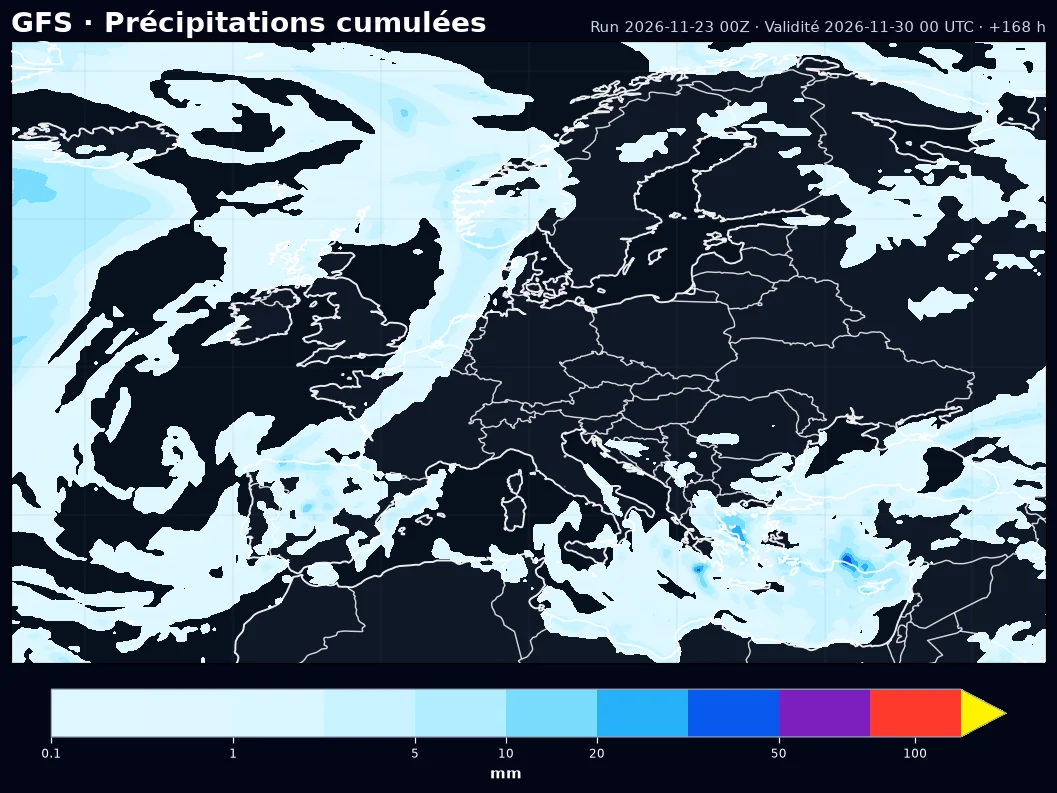 GFS · Précipitations cumulées
Run 2026-11-23 00Z · Validité 2026-11-30 00 UTC · +168 h
0.1 1 5 10 20 50 100
mm